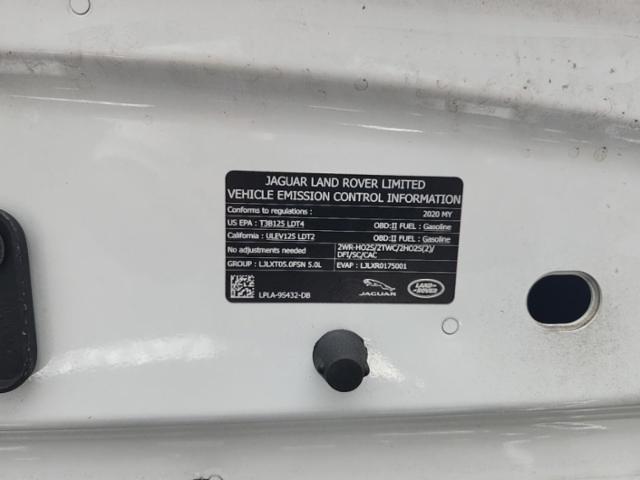 JAGUAR LAND ROVER LIMITED
VEHICLE EMISSION CONTROL INFORMATION
Conforms to regulations : 2020 MY
US EPA : T3B125 LDT4 OBD:II FUEL : Gasoline
California : ULEV125 LDT2 OBD:II FUEL : Gasoline
No adjustments needed 2WR-HO2S/2TWC/2HO2S(2)/
DFI/SC/CAC
GROUP : LJLXT05.0FSN 5.0L EVAP : LJLXR0175001
LPLA-95432-DB
JAGUAR
LAND-
ROVER